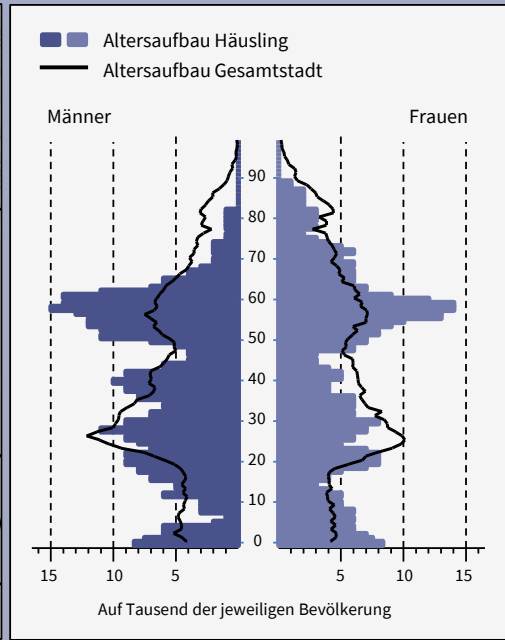 Altersaufbau Häusling
Altersaufbau Gesamtstadt
Männer Frauen
90
80
70
60
50
40
30
20
10
0
15 10 5 5 10 15
Auf Tausend der jeweiligen Bevölkerung